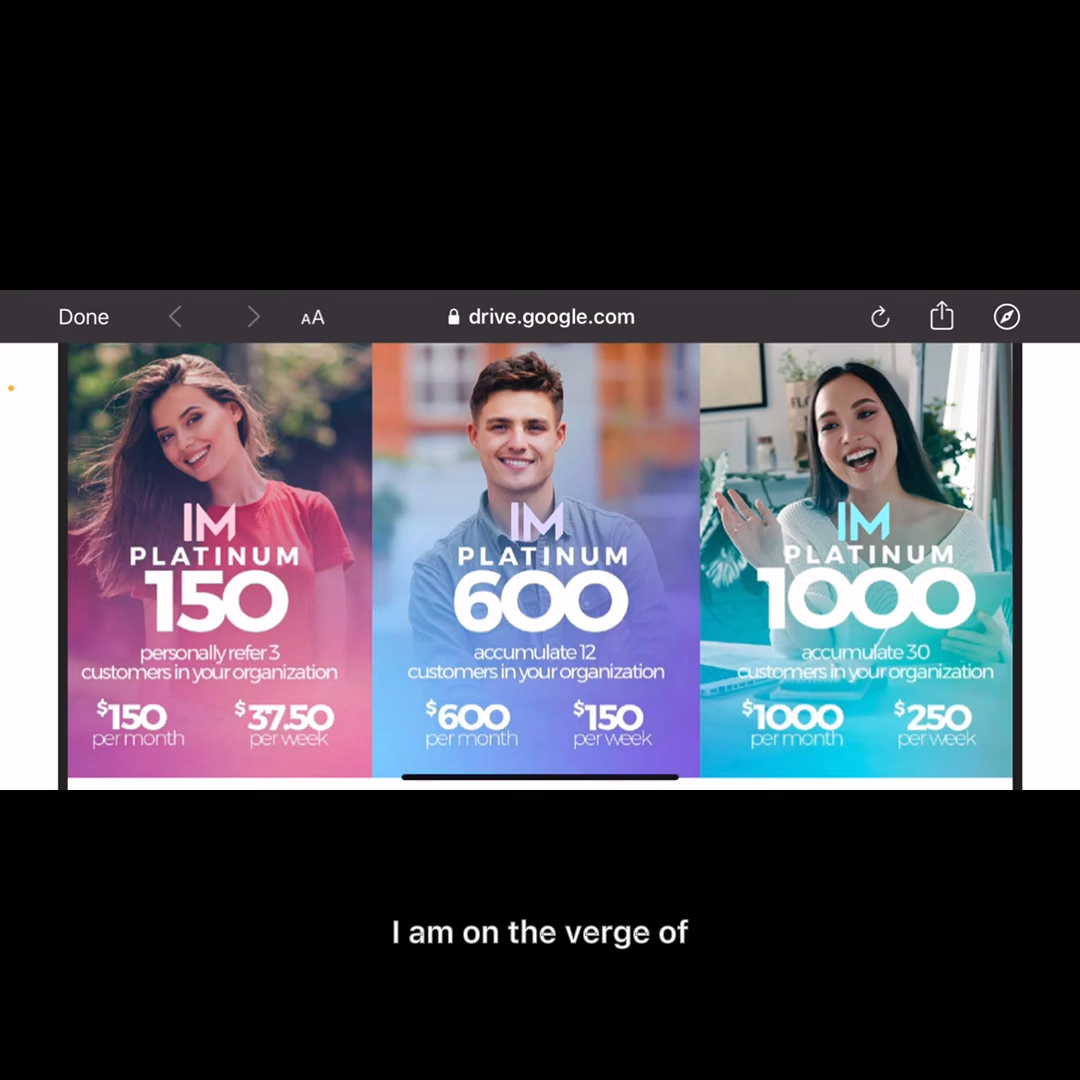 Done
AA
drive.google.com
IM
PLATINUM
150
personally refer 3
customers in your organization
$150
per month
$37.50
per week
IM
PLATINUM
600
accumulate 12
customers in your organization
$600
per month
$150
per week
IM
PLATINUM
1000
accumulate 30
customers in your organization
$1000
per month
$250
per week
I am on the verge of